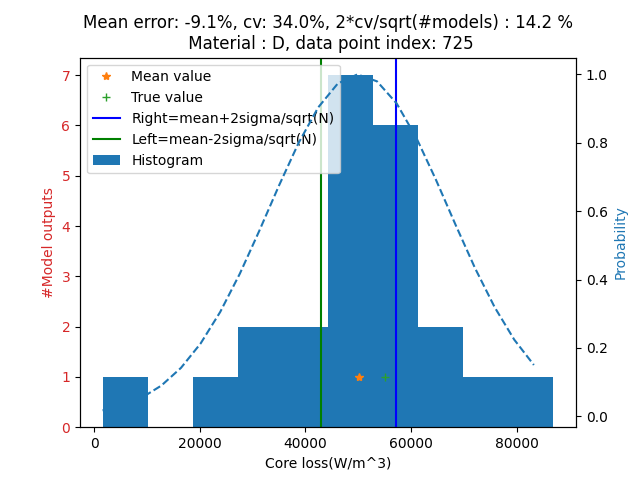 Mean error: -9.1%, cv: 34.0%, 2*cv/sqrt(#models) : 14.2 %
Material : D, data point index: 725
Mean value
True value
Right=mean+2sigma/sqrt(N)
Left=mean-2sigma/sqrt(N)
Histogram
#Model outputs
7
6
5
4
3
2
1
0
Probability
1.0
0.8
0.6
0.4
0.2
0.0
0 20000 40000 60000 80000
Core loss(W/m^3)